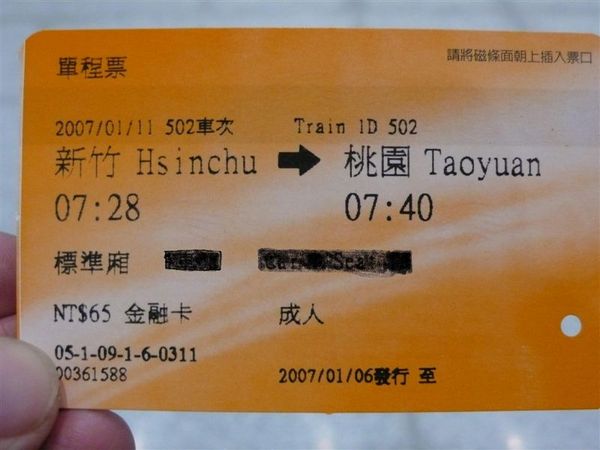 單程票
請將磁條面朝上插入票口
2007/01/11 502車次 Train ID 502
新竹 Hsinchu → 桃園 Taoyuan
07:28 07:40
標準廂
NT$65 金融卡 成人
05-1-09-1-6-0311
00361588 2007/01/06發行 至